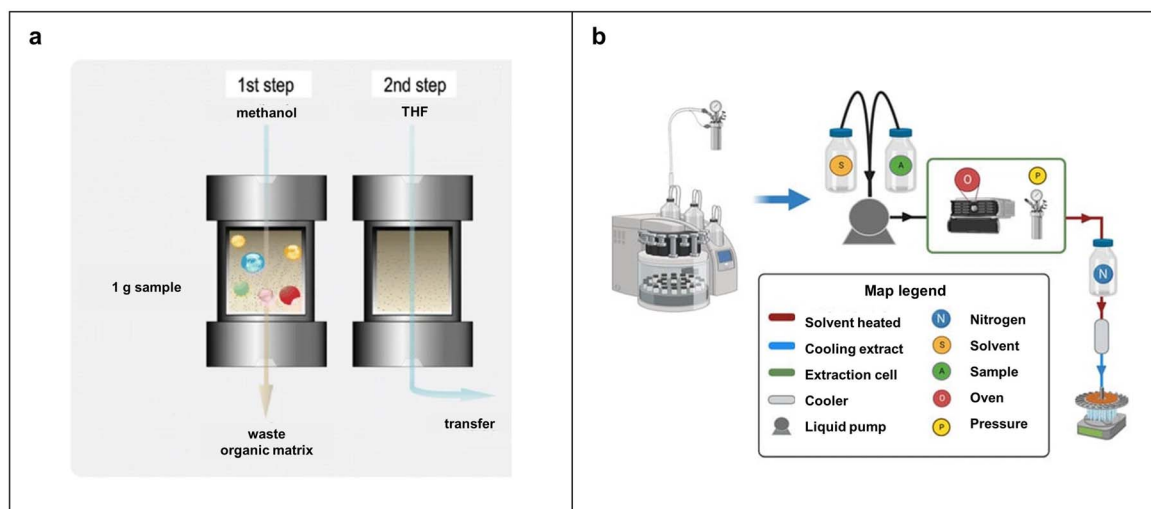 a
1st step
2nd step
methanol
THF
1 g sample
waste
organic matrix
transfer
b
S
A
O
P
N
Map legend
Solvent heated
Cooling extract
Extraction cell
Cooler
Liquid pump
N Nitrogen
S Solvent
A Sample
O Oven
P Pressure